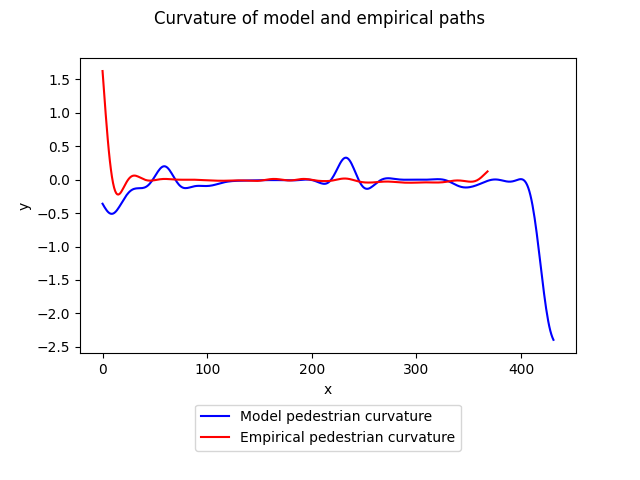 Curvature of model and empirical paths
1.5
1.0
0.5
0.0
−0.5
−1.0
−1.5
−2.0
−2.5
y
0 100 200 300 400
x
Model pedestrian curvature
Empirical pedestrian curvature